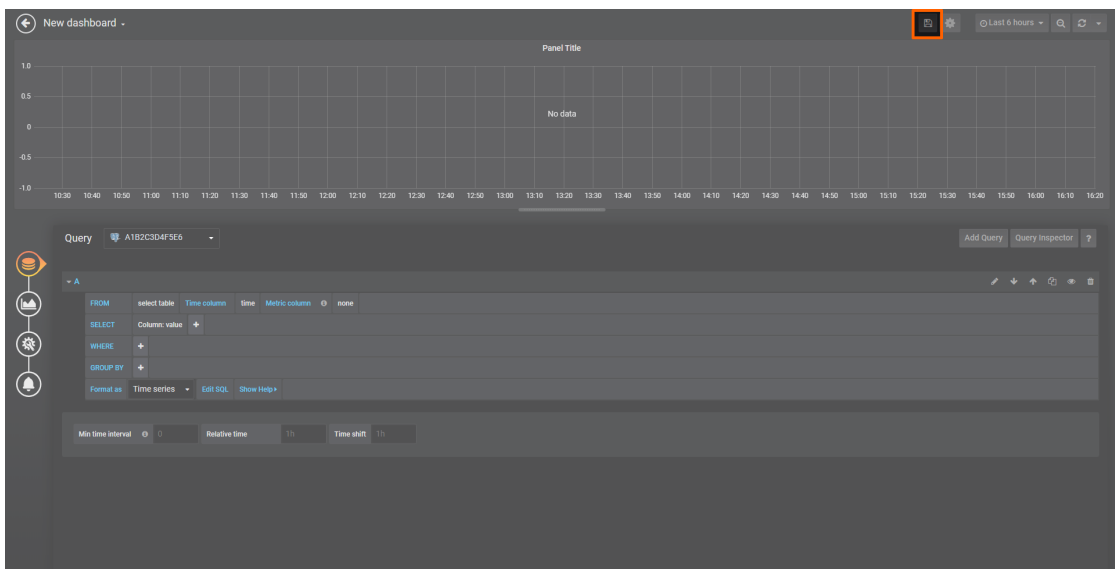 New dashboard
Last 6 hours
Panel Title
1.0
0.5
No data
0
-0.5
-1.0
10:30 10:40 10:50 11:00 11:10 11:20 11:30 11:40 11:50 12:00 12:10 12:20 12:30 12:40 12:50 13:00 13:10 13:20 13:30 13:40 13:50 14:00 14:10 14:20 14:30 14:40 14:50 15:00 15:10 15:20 15:30 15:40 15:50 16:00 16:10 16:20
Query A1B2C3D4F5E6 Add Query Query Inspector ?
A
FROM select table Time column time Metric column none
SELECT Column: value +
WHERE +
GROUP BY +
Format as Time series Edit SQL Show Help
Min time interval 0 Relative time 1h Time shift 1h